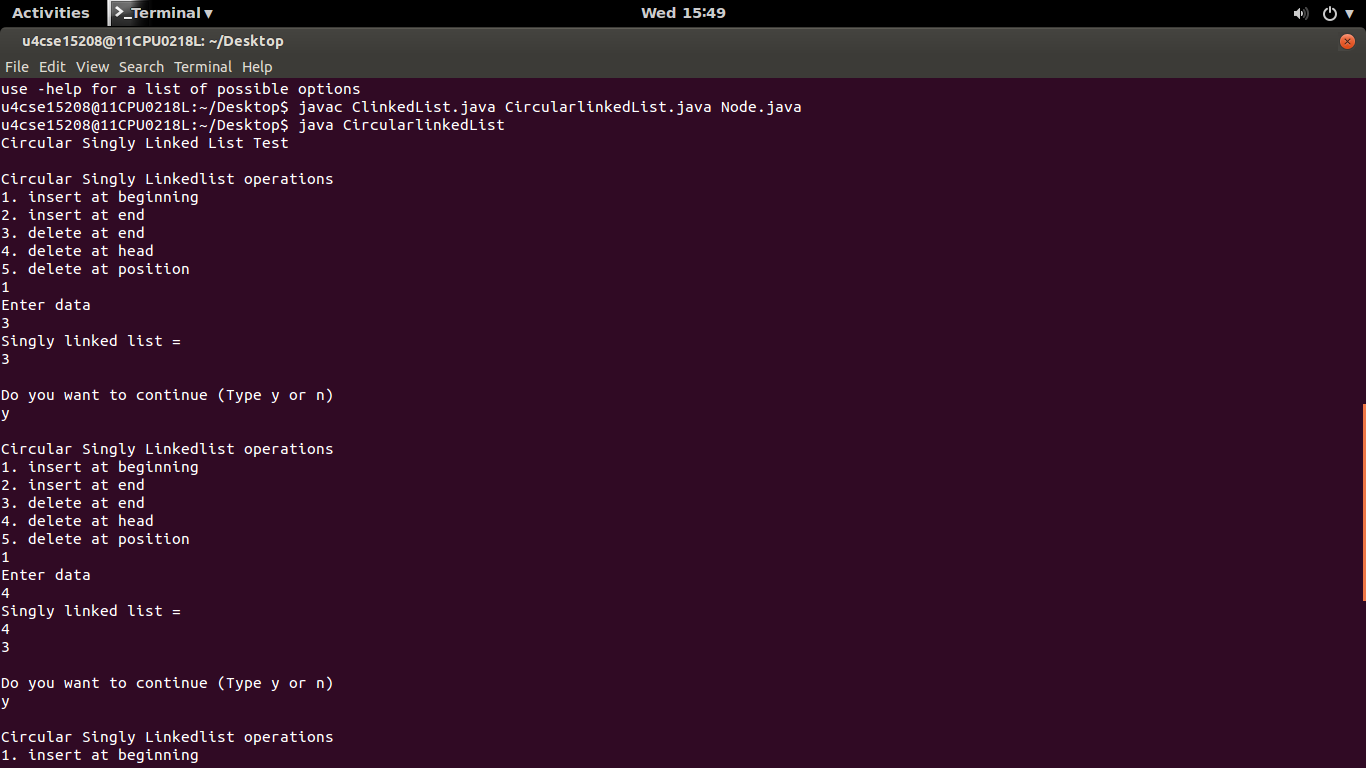 Activities Terminal ▾ Wed 15:49
u4cse15208@11CPU0218L: ~/Desktop
File Edit View Search Terminal Help
use -help for a list of possible options
u4cse15208@11CPU0218L:~/Desktop$ javac ClinkedList.java CircularlinkedList.java Node.java
u4cse15208@11CPU0218L:~/Desktop$ java CircularlinkedList
Circular Singly Linked List Test
Circular Singly Linkedlist operations
1. insert at beginning
2. insert at end
3. delete at end
4. delete at head
5. delete at position
1
Enter data
3
Singly linked list =
3
Do you want to continue (Type y or n)
y
Circular Singly Linkedlist operations
1. insert at beginning
2. insert at end
3. delete at end
4. delete at head
5. delete at position
1
Enter data
4
Singly linked list =
4
3
Do you want to continue (Type y or n)
y
Circular Singly Linkedlist operations
1. insert at beginning